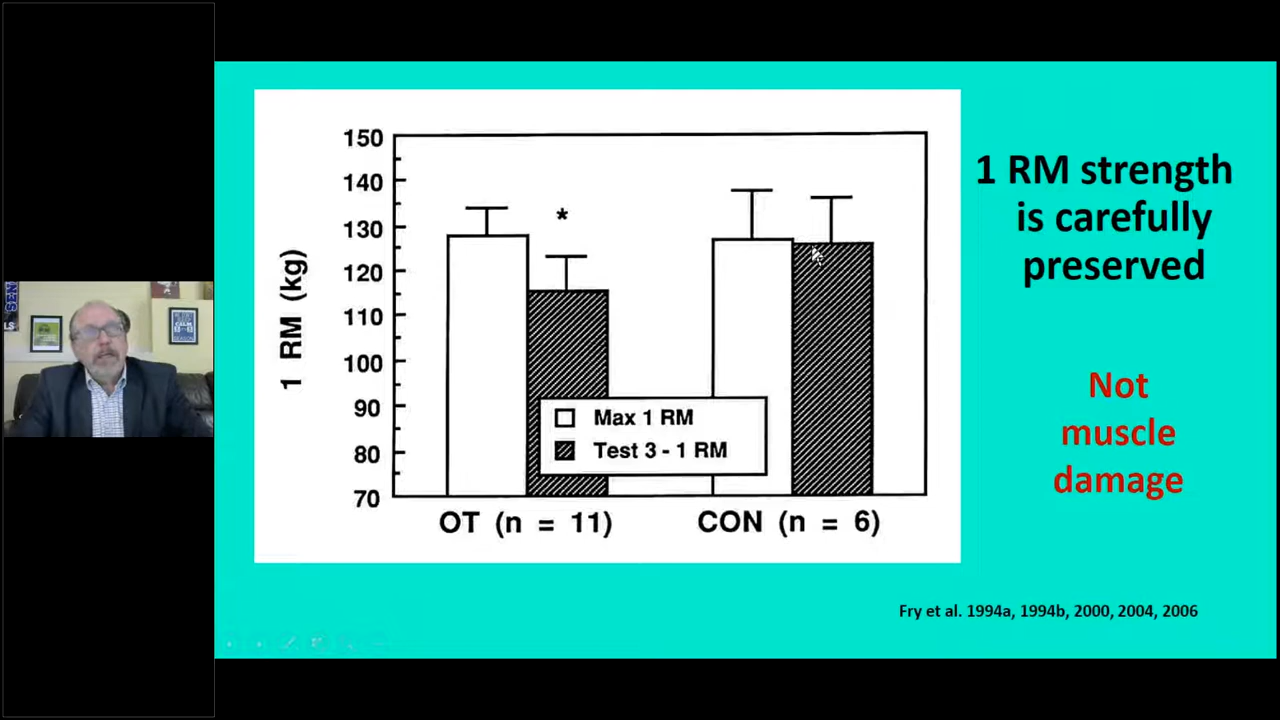 150
140
130
120
110
100
90
80
70
1 RM (kg)
*
Max 1 RM
Test 3 - 1 RM
OT (n = 11)
CON (n = 6)
1 RM strength
is carefully
preserved
Not
muscle
damage
Fry et al. 1994a, 1994b, 2000, 2004, 2006